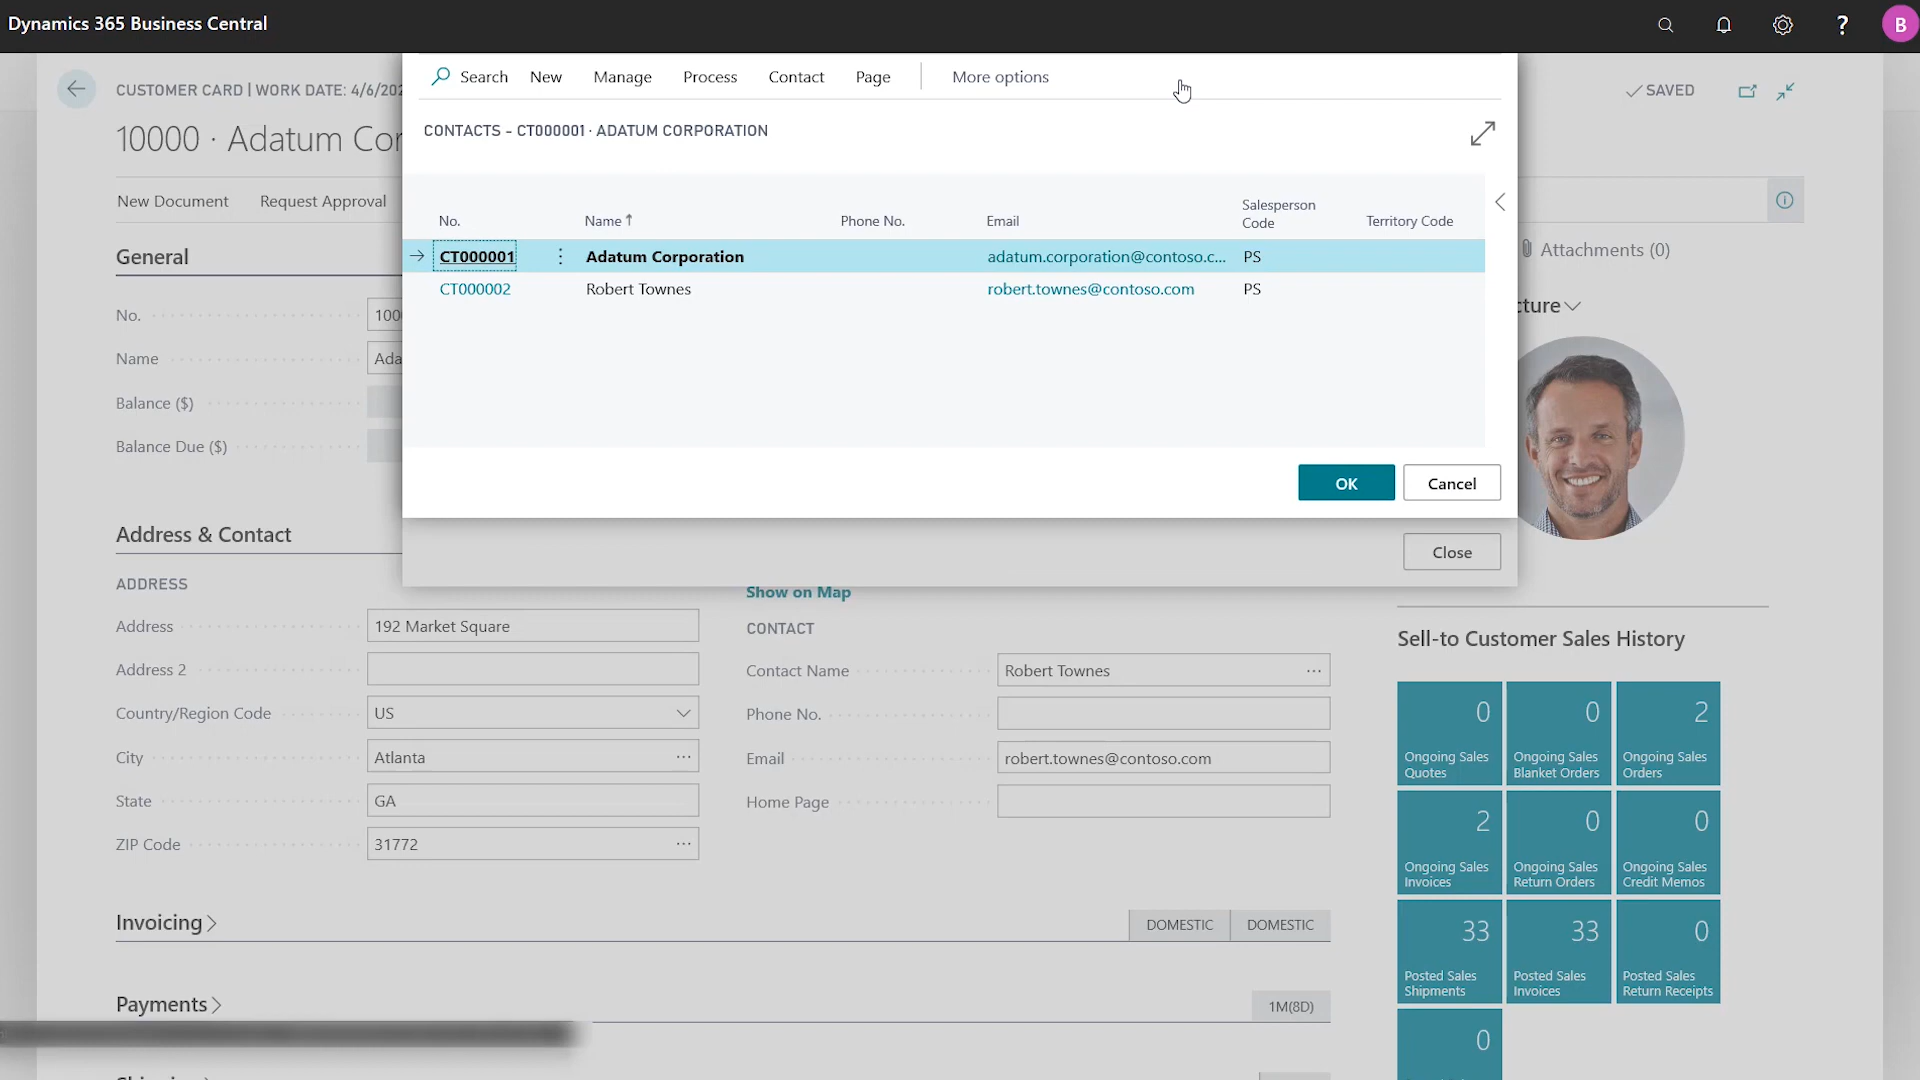 Dynamics 365 Business Central
B
CUSTOMER CARD | WORK DATE: 4/6/202
SAVED
10000 · Adatum Cor
New Document
Request Approval
Search
New
Manage
Process
Contact
Page
More options
CONTACTS - CT000001 · ADATUM CORPORATION
No.
Name ↑
Phone No.
Email
Salesperson
Code
Territory Code
CT000001
Adatum Corporation
adatum.corporation@contoso.c...
PS
CT000002
Robert Townes
robert.townes@contoso.com
PS
OK
Cancel
Close
Attachments (0)
cture
General
No.
1000
Name
Ada
Balance ($)
Balance Due ($)
Address & Contact
ADDRESS
Address
192 Market Square
Address 2
Country/Region Code
US
City
Atlanta
State
GA
ZIP Code
31772
Show on Map
CONTACT
Contact Name
Robert Townes
Phone No.
Email
robert.townes@contoso.com
Home Page
Invoicing
DOMESTIC
DOMESTIC
Payments
1M(8D)
Sell-to Customer Sales History
0
Ongoing Sales
Quotes
0
Ongoing Sales
Blanket Orders
2
Ongoing Sales
Orders
2
Ongoing Sales
Invoices
0
Ongoing Sales
Return Orders
0
Ongoing Sales
Credit Memos
33
Posted Sales
Shipments
33
Posted Sales
Invoices
0
Posted Sales
Return Receipts
0